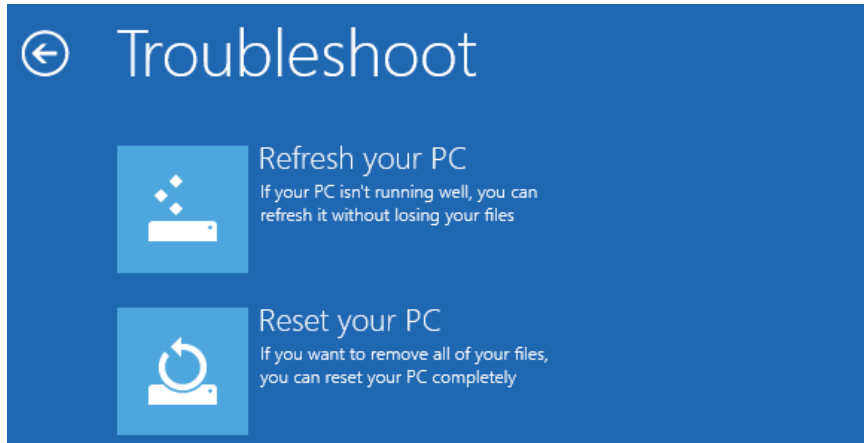 Troubleshoot
Refresh your PC
If your PC isn't running well, you can
refresh it without losing your files
Reset your PC
If you want to remove all of your files,
you can reset your PC completely